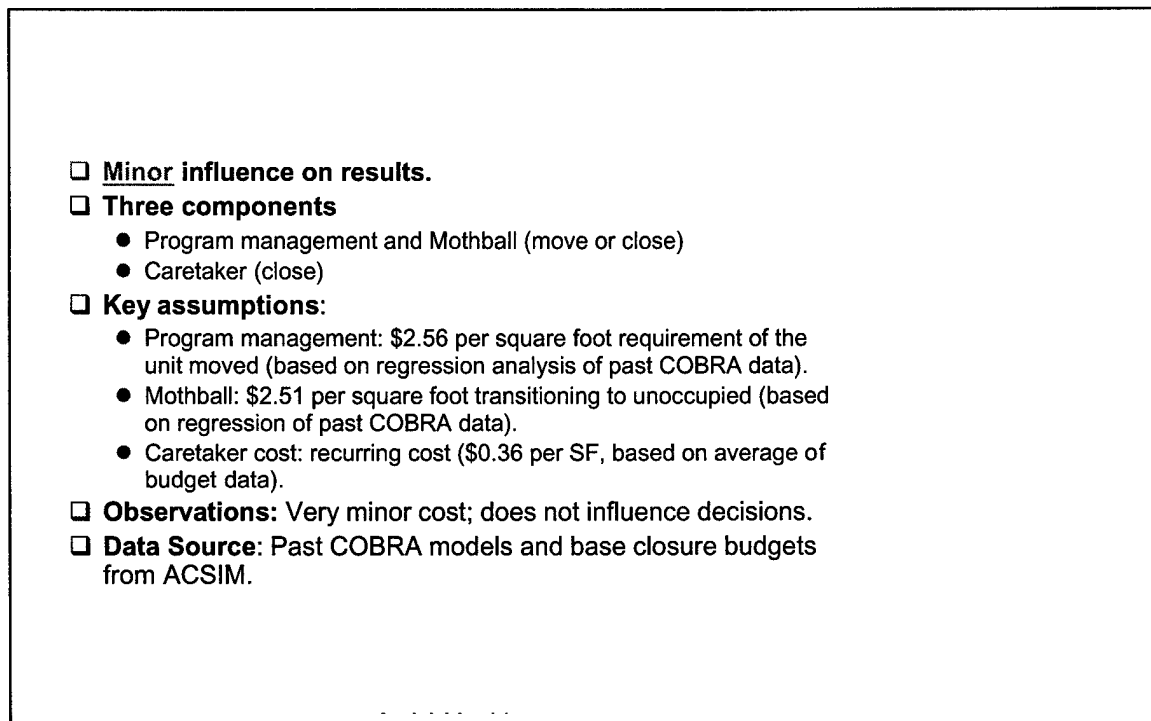 ❑ Minor influence on results.
❑ Three components
● Program management and Mothball (move or close)
● Caretaker (close)
❑ Key assumptions:
● Program management: $2.56 per square foot requirement of the
unit moved (based on regression analysis of past COBRA data).
● Mothball: $2.51 per square foot transitioning to unoccupied (based
on regression of past COBRA data).
● Caretaker cost: recurring cost ($0.36 per SF, based on average of
budget data).
❑ Observations: Very minor cost; does not influence decisions.
❑ Data Source: Past COBRA models and base closure budgets
from ACSIM.